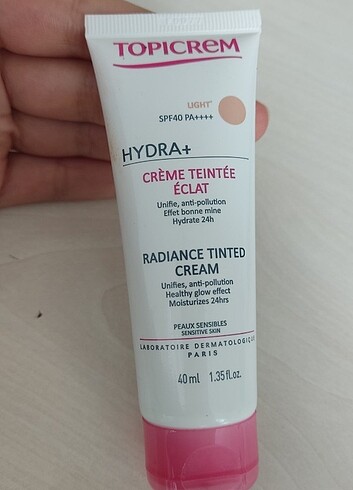 TOPICREM
LIGHT
SPF40 PA++++
HYDRA+
CRÈME TEINTÉE
ÉCLAT
Unifie, anti-pollution
Effet bonne mine
Hydrate 24h
RADIANCE TINTED
CREAM
Unifies, anti-pollution
Healthy glow effect
Moisturizes 24hrs
PEAUX SENSIBLES
SENSITIVE SKIN
LABORATOIRE DERMATOLOGIQUE
PARIS
40 ml 1.35 fl.oz.